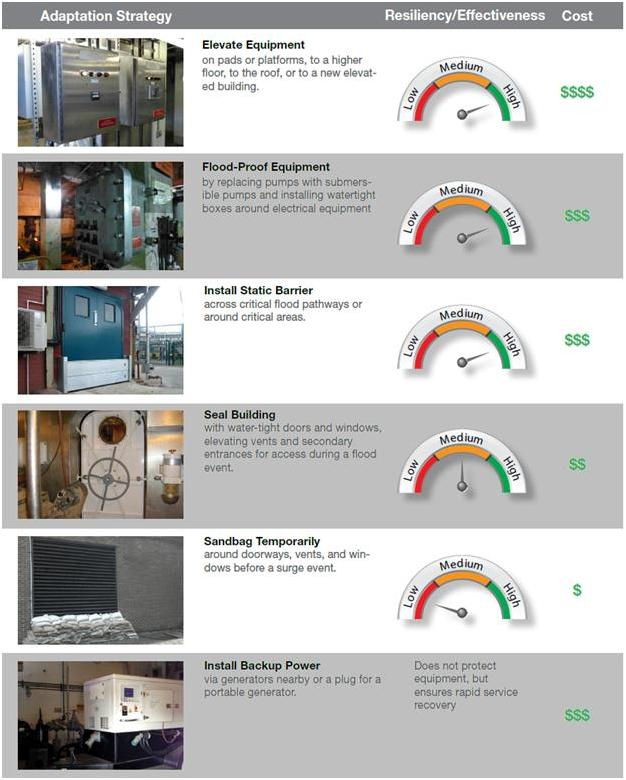 Adaptation Strategy Resiliency/Effectiveness Cost
Elevate Equipment
on pads or platforms, to a higher
floor, to the roof, or to a new elevat-
ed building.
Low Medium High
$$$$
Flood-Proof Equipment
by replacing pumps with submers-
ible pumps and installing watertight
boxes around electrical equipment
Low Medium High
$$$
Install Static Barrier
across critical flood pathways or
around critical areas.
Low Medium High
$$$
Seal Building
with water-tight doors and windows,
elevating vents and secondary
entrances for access during a flood
event.
Low Medium High
$$
Sandbag Temporarily
around doorways, vents, and win-
dows before a surge event.
Low Medium High
$
Install Backup Power
via generators nearby or a plug for a
portable generator.
Does not protect
equipment, but
ensures rapid service
recovery
$$$